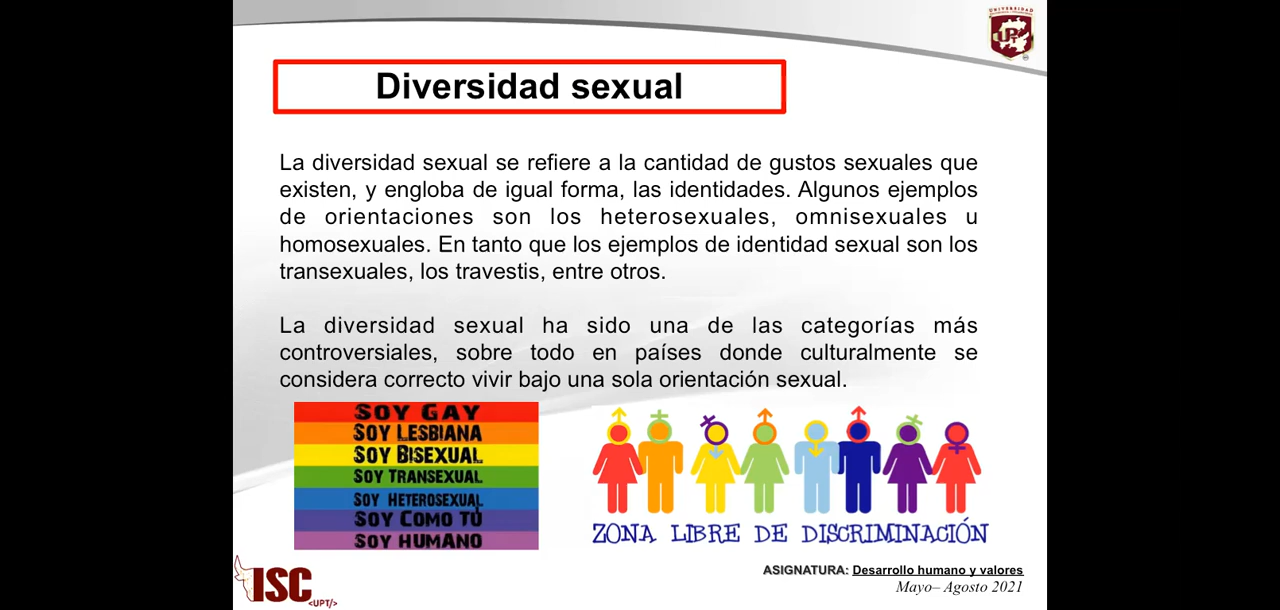 UNIVERSIDAD
UPT
Diversidad sexual
La diversidad sexual se refiere a la cantidad de gustos sexuales que
existen, y engloba de igual forma, las identidades. Algunos ejemplos
de orientaciones son los heterosexuales, omnisexuales u
homosexuales. En tanto que los ejemplos de identidad sexual son los
transexuales, los travestis, entre otros.
La diversidad sexual ha sido una de las categorías más
controversiales, sobre todo en países donde culturalmente se
considera correcto vivir bajo una sola orientación sexual.
SOY GAY
SOY LESBIANA
SOY BISEXUAL
SOY TRANSEXUAL
SOY HETEROSEXUAL
SOY COMO TÚ
SOY HUMANO
ZONA LIBRE DE DISCRIMINACIÓN
ISC
<UPT/>
ASIGNATURA: Desarrollo humano y valores
Mayo– Agosto 2021